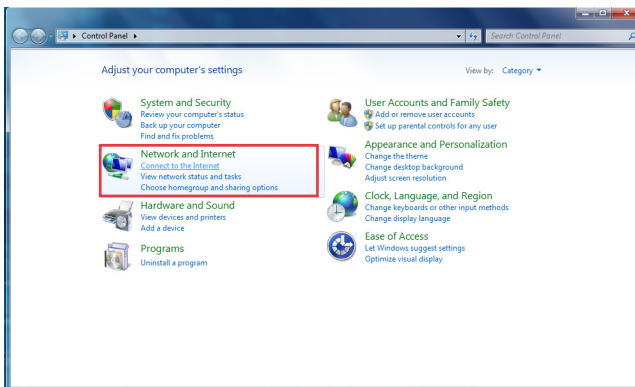 Control Panel
Search Control Panel
Adjust your computer's settings
View by: Category
System and Security
Review your computer's status
Back up your computer
Find and fix problems
Network and Internet
Connect to the Internet
View network status and tasks
Choose homegroup and sharing options
Hardware and Sound
View devices and printers
Add a device
Programs
Uninstall a program
User Accounts and Family Safety
Add or remove user accounts
Set up parental controls for any user
Appearance and Personalization
Change the theme
Change desktop background
Adjust screen resolution
Clock, Language, and Region
Change keyboards or other input methods
Change display language
Ease of Access
Let Windows suggest settings
Optimize visual display